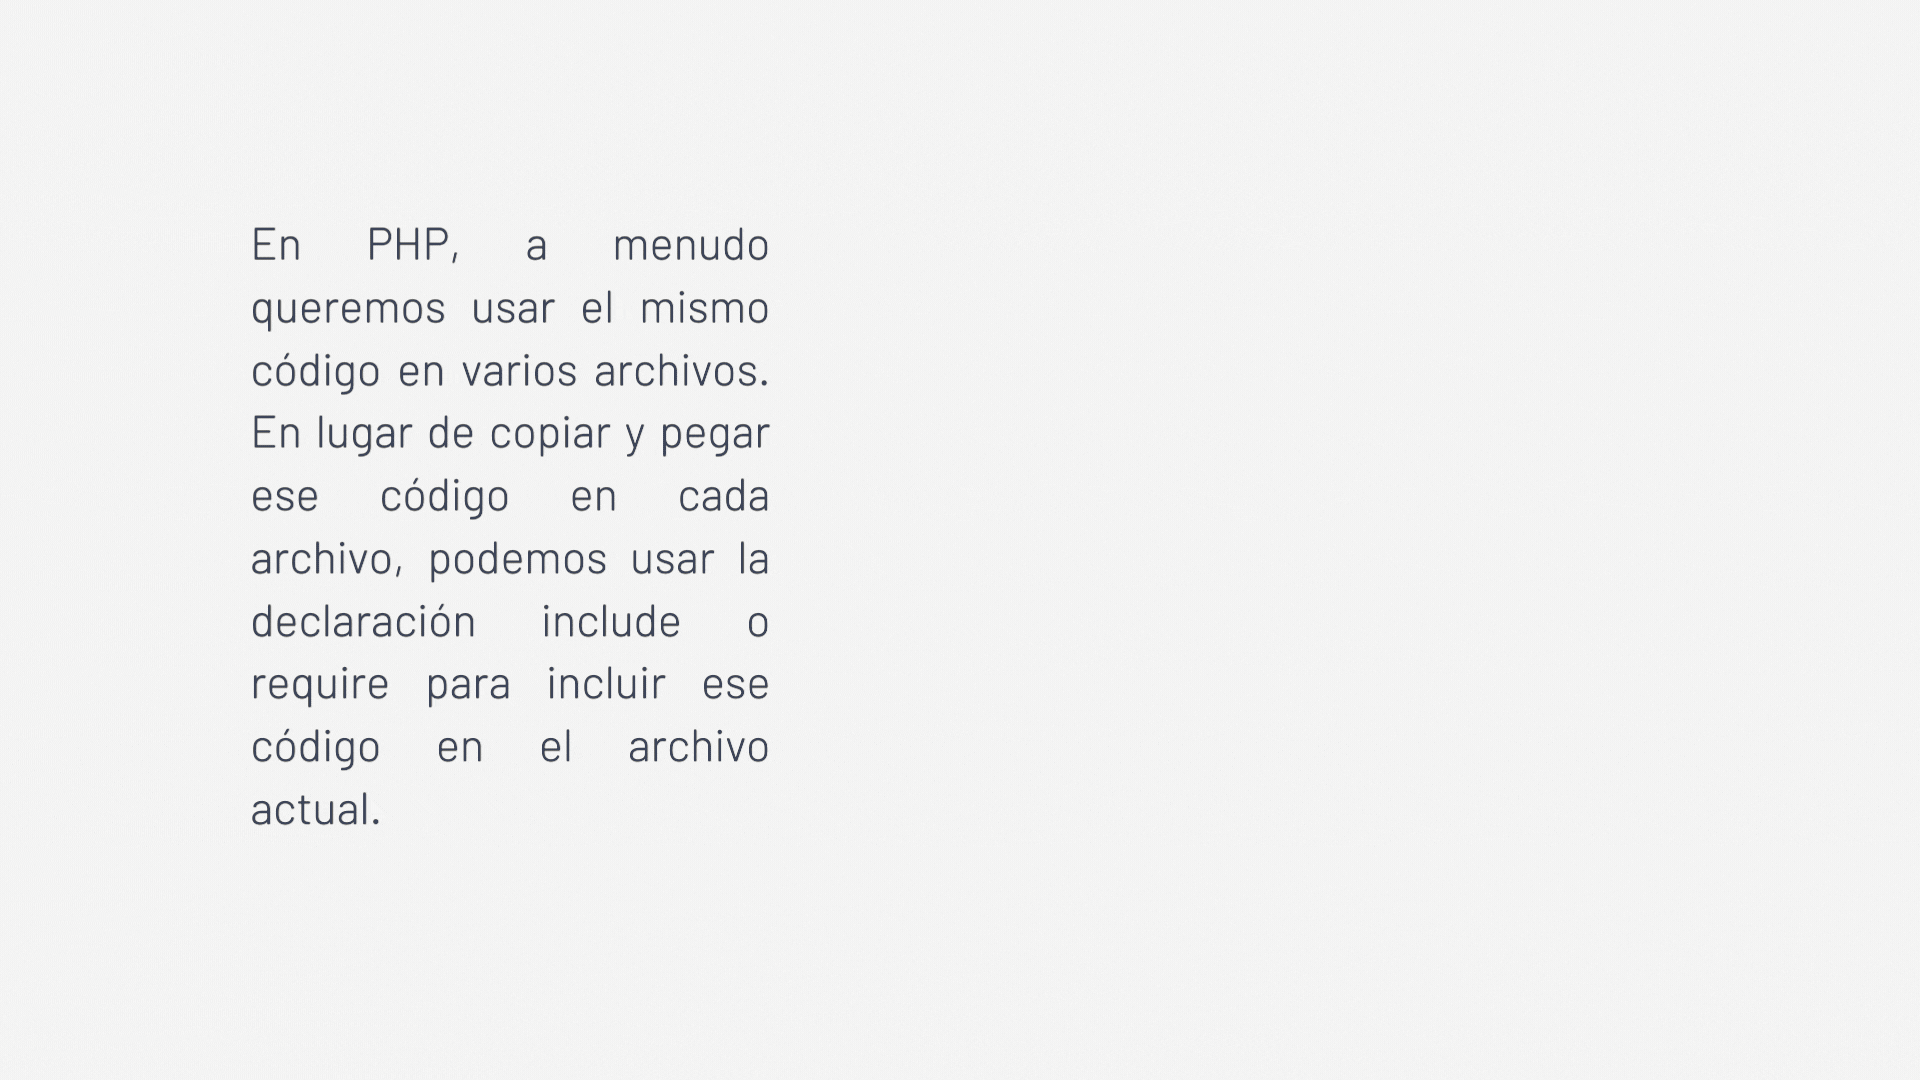 En PHP, a menudo
queremos usar el mismo
código en varios archivos.
En lugar de copiar y pegar
ese código en cada
archivo, podemos usar la
declaración include o
require para incluir ese
código en el archivo
actual.